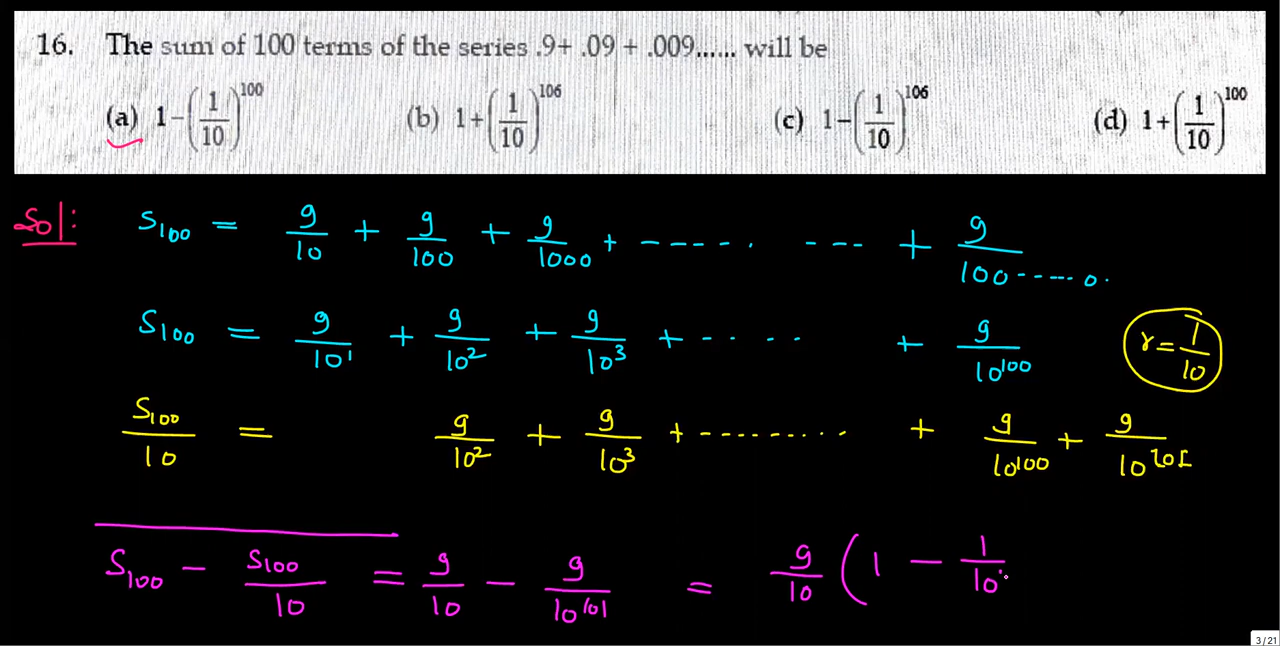 16. The sum of 100 terms of the series .9+ .09 + .009...... will be
(a) 1-(1/10)^100 (b) 1+(1/10)^106 (c) 1-(1/10)^106 (d) 1+(1/10)^100
Sol:
S₁₀₀ = 9/10 + 9/100 + 9/1000 + ----- --- + 9/100-----0.
S₁₀₀ = 9/10^1 + 9/10^2 + 9/10^3 + ..... + 9/10^100
r = 1/10
S₁₀₀/10 = 9/10^2 + 9/10^3 + ......... + 9/10^100 + 9/10^101
S₁₀₀ - S₁₀₀/10 = 9/10 - 9/10^101 = 9/10 (1 - 1/10
3 / 21